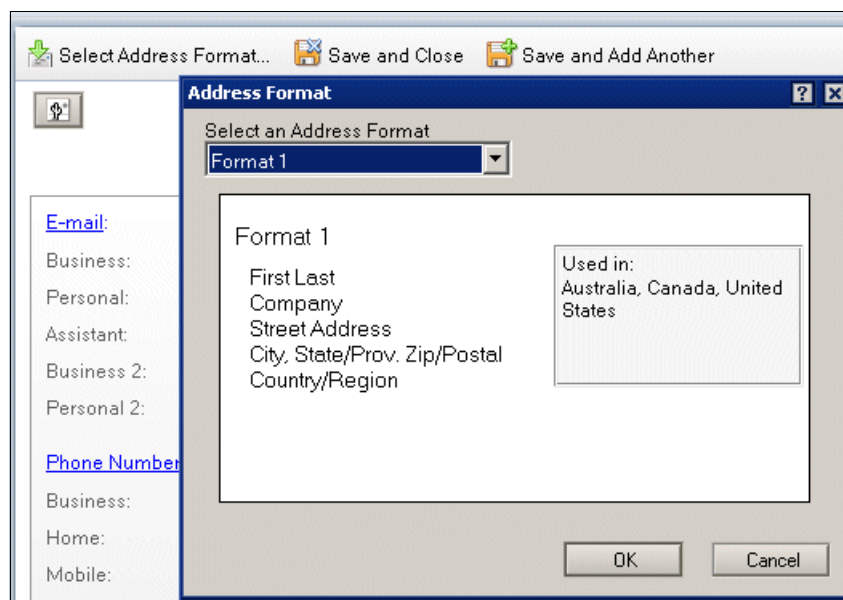 Select Address Format... Save and Close Save and Add Another
Address Format
Select an Address Format
Format 1
Format 1
First Last
Company
Street Address
City, State/Prov. Zip/Postal
Country/Region
Used in:
Australia, Canada, United
States
E-mail:
Business:
Personal:
Assistant:
Business 2:
Personal 2:
Phone Number
Business:
Home:
Mobile:
OK Cancel